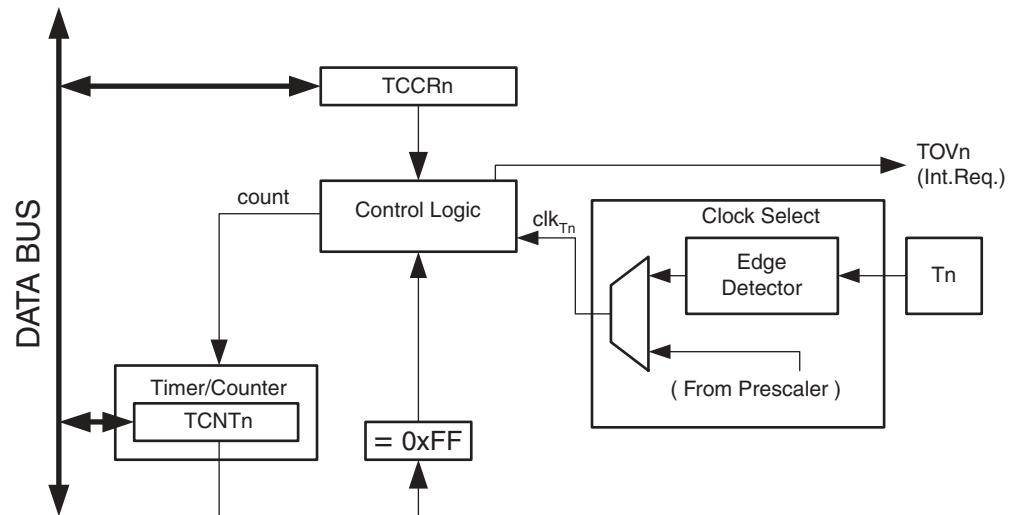 TCCRn
TOVn
(Int.Req.)
count
Control Logic
clkTn
Clock Select
Edge
Detector
Tn
DATA BUS
Timer/Counter
TCNTn
= 0xFF
( From Prescaler )